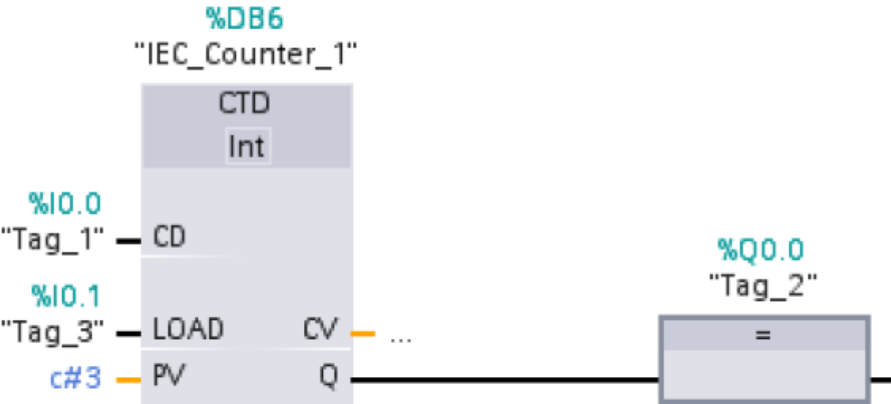 %DB6
"IEC_Counter_1"
CTD
Int
%I0.0
"Tag_1" CD
%Q0.0
"Tag_2"
%I0.1
"Tag_3" LOAD CV ...
=
c#3 PV Q